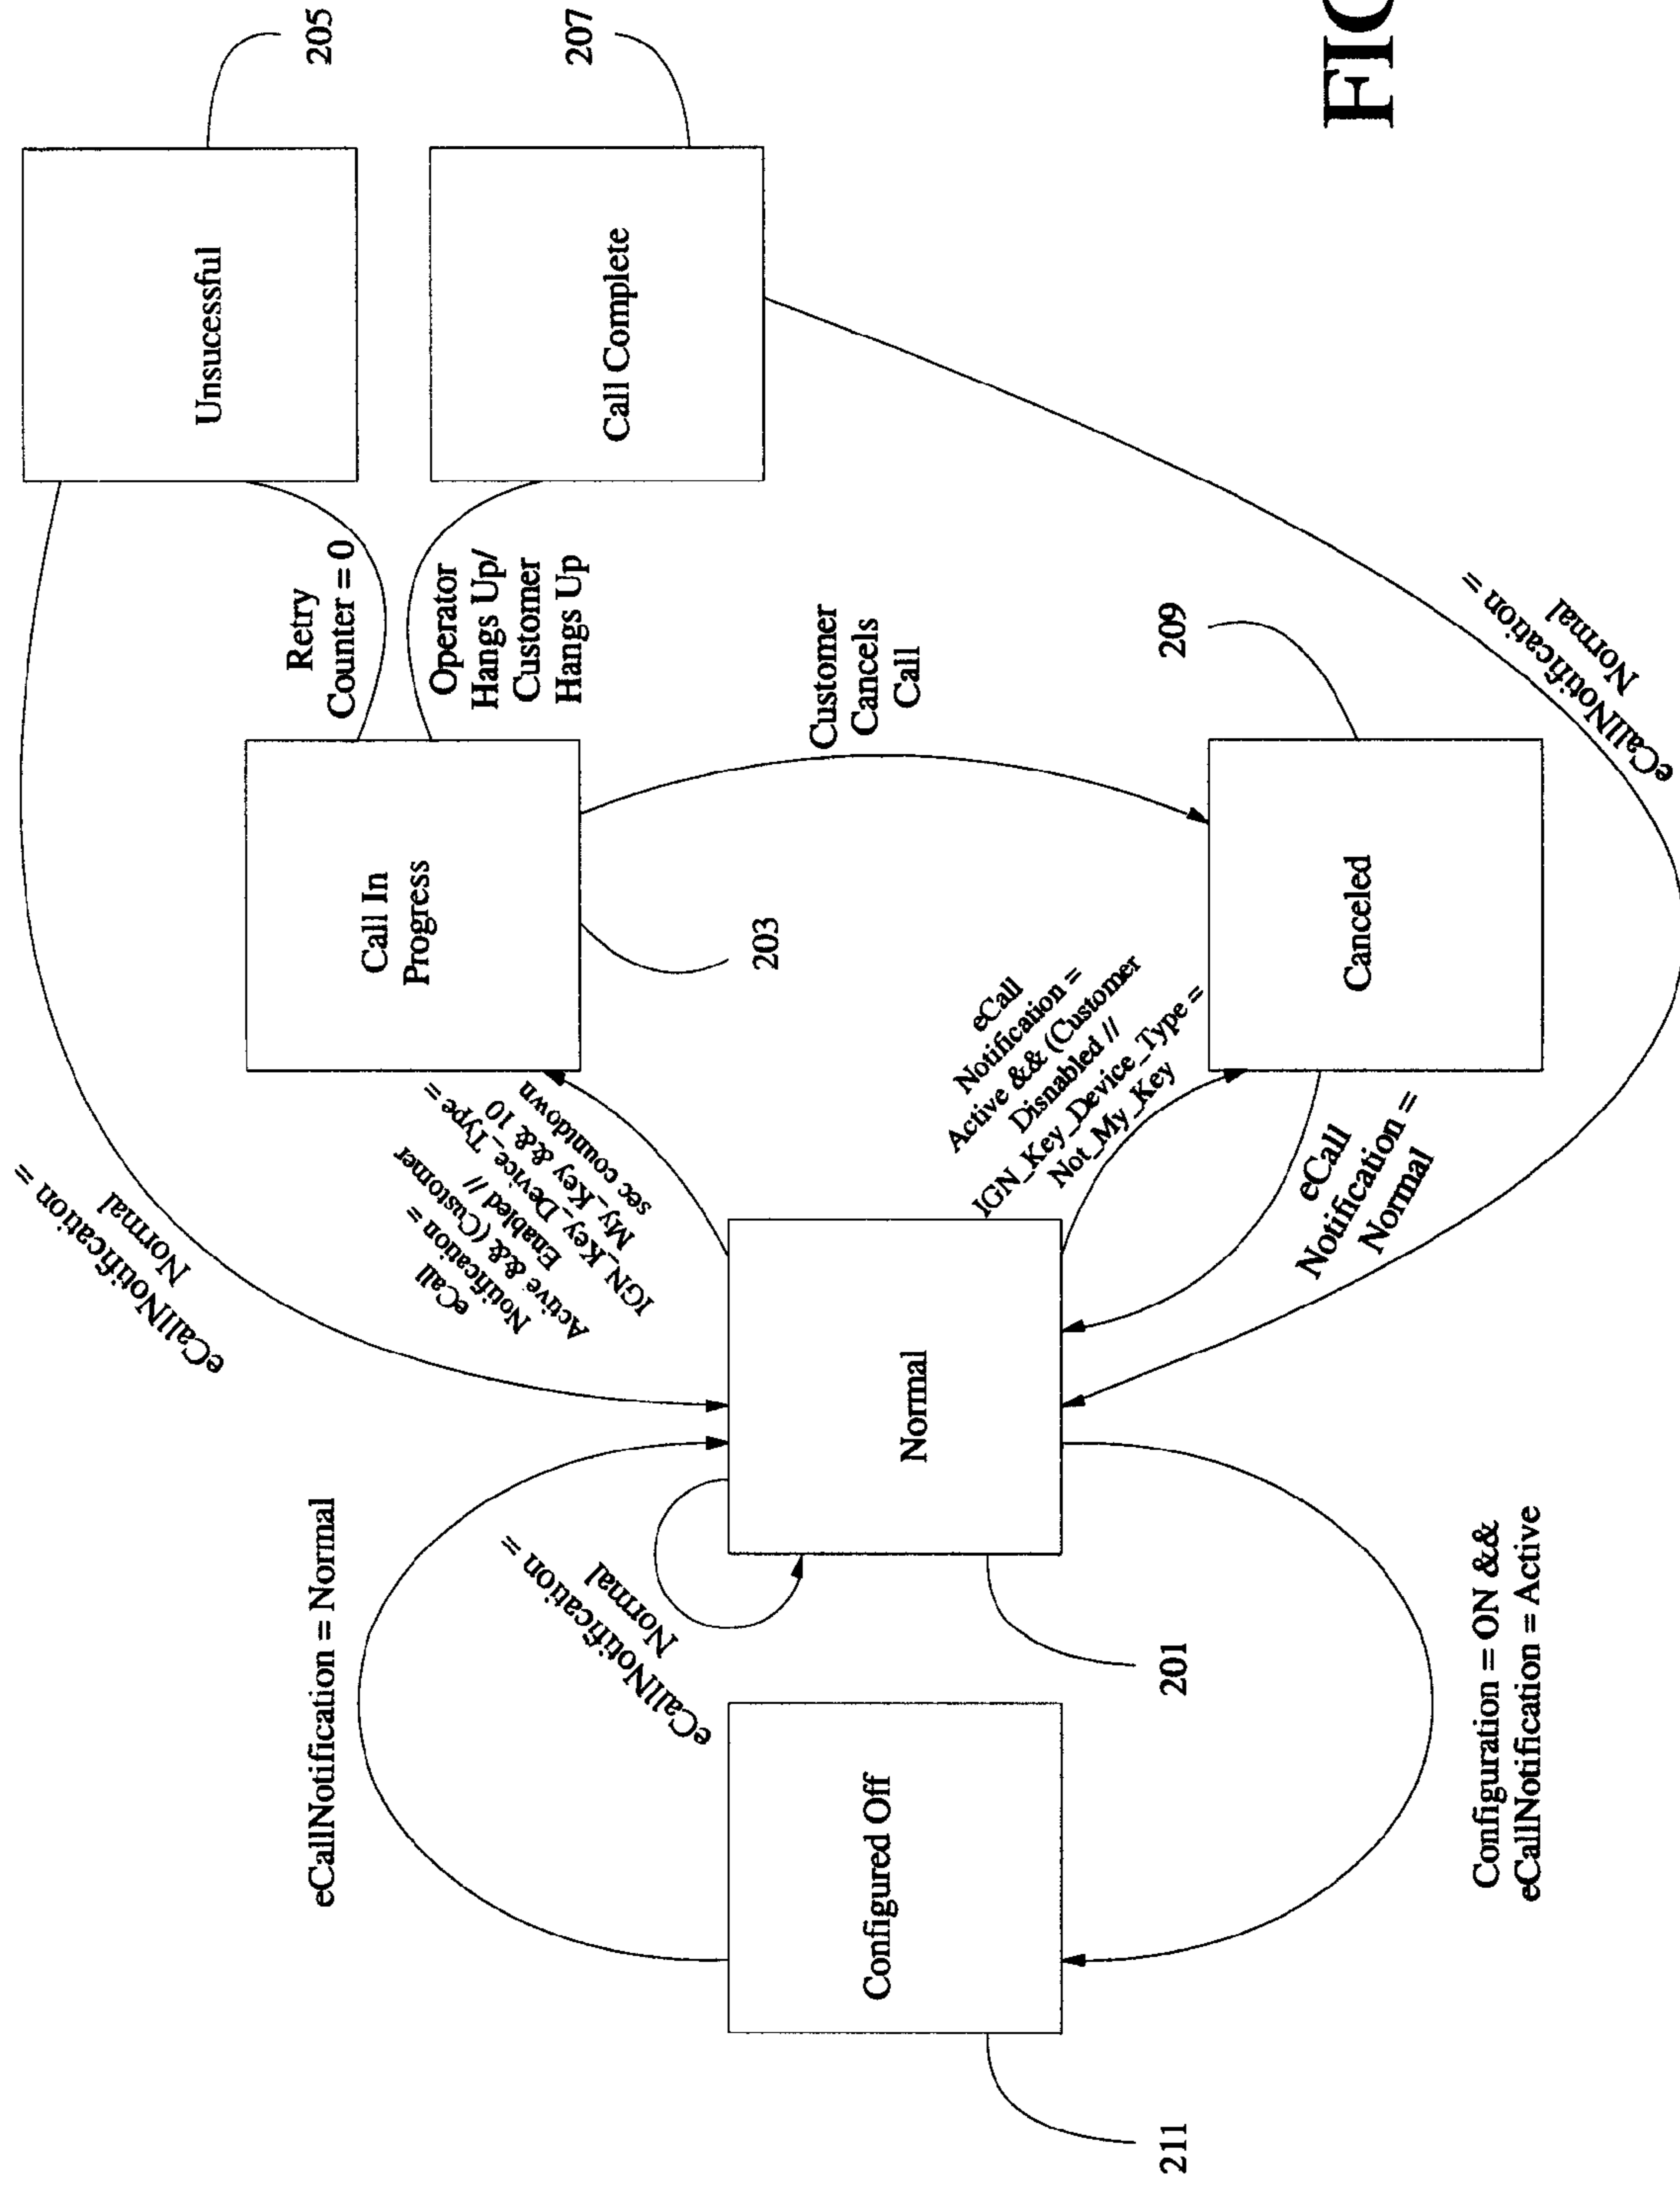 eCallNotification = Normal
Configured Off
211
Configuration = ON &&
eCallNotification = Active
eCallNotification =
Normal
Normal
201
eCallNotification =
Normal
eCall
Notification =
Active && (Customer
Enabled //
IGN_Key_Device_Type =
My_Key && 10
sec countdown
eCall
Notification =
Active && (Customer
Disnabled //
IGN_Key_Device_Type =
Not_My_Key
eCall
Notification =
Normal
Call In
Progress
203
Customer
Cancels
Call
Canceled
209
Retry
Counter = 0
Operator
Hangs Up/
Customer
Hangs Up
Unsucessful
205
Call Complete
207
eCallNotification =
Normal